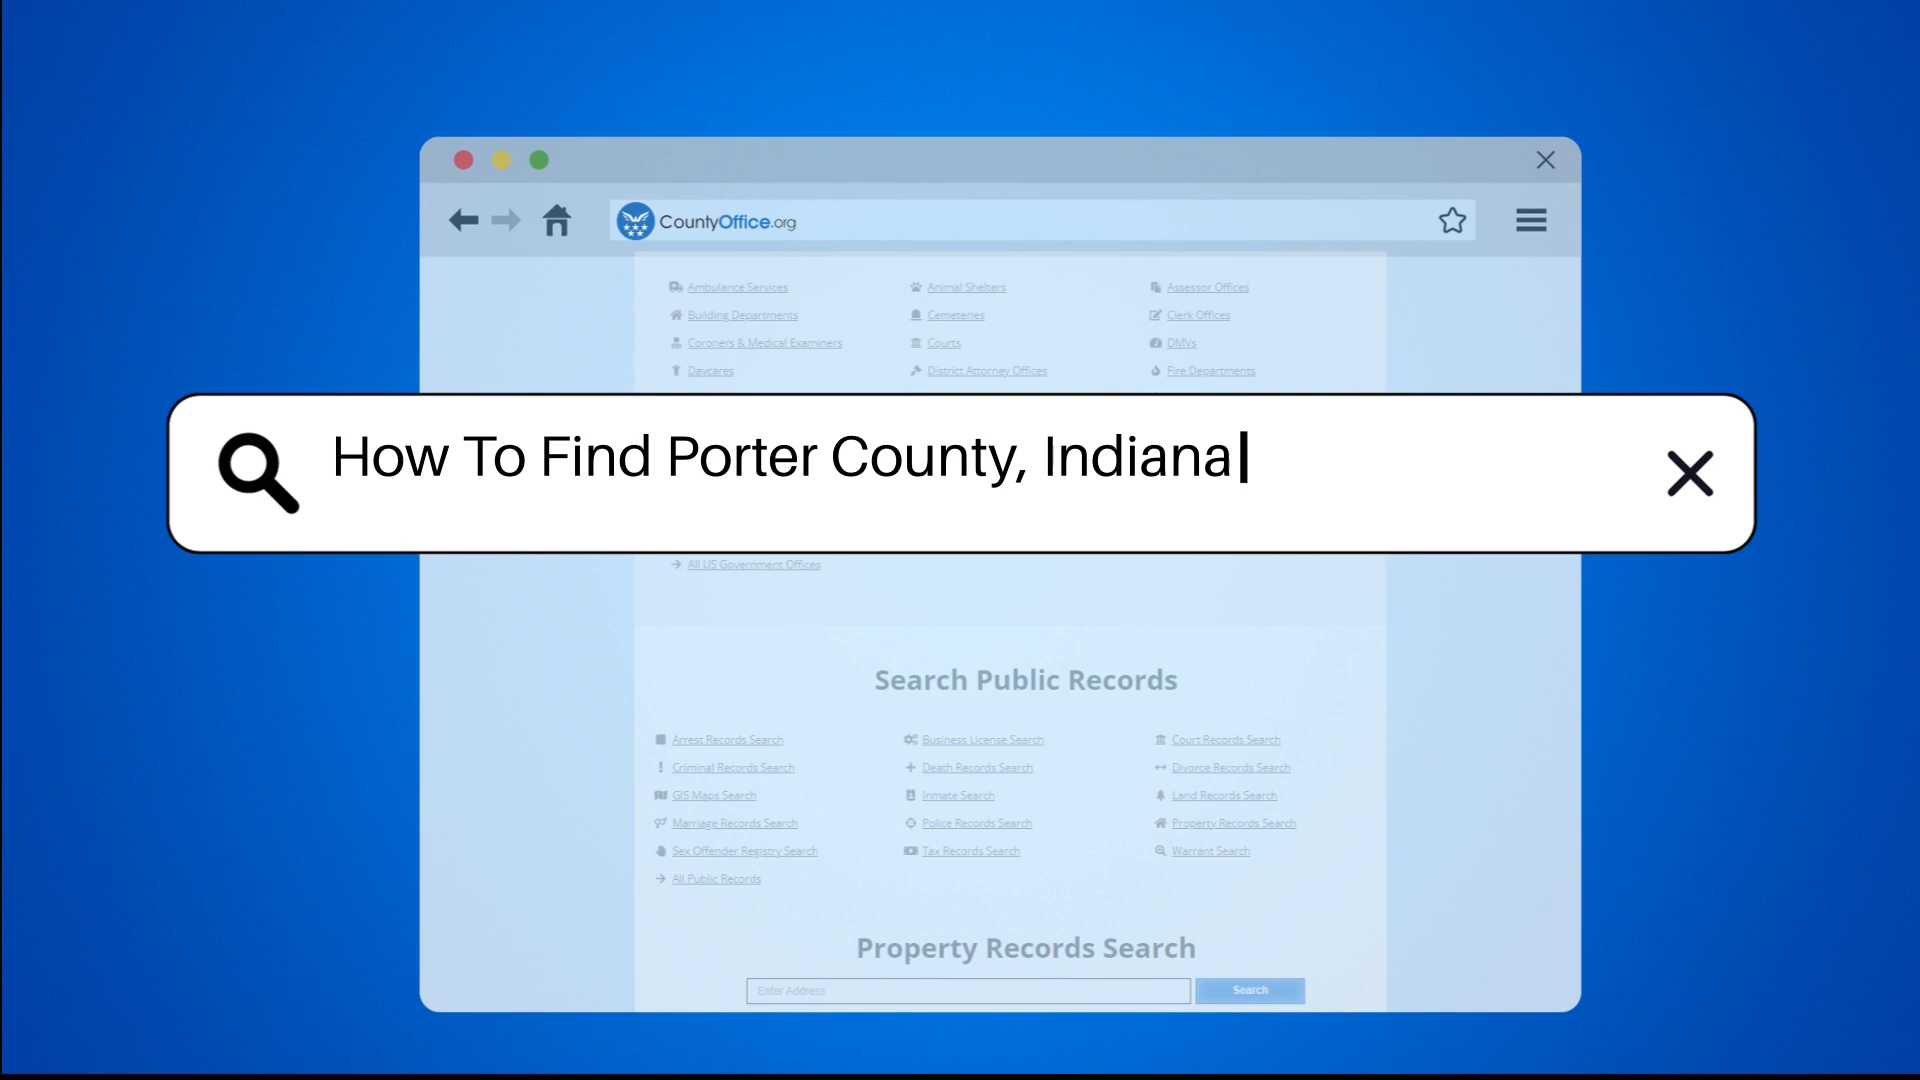 CountyOffice.org
Ambulance Services Animal Shelters Assessor Offices
Building Departments Cemeteries Clerk Offices
Coroners & Medical Examiners Courts DMVs
Daycares District Attorney Offices Fire Departments
How To Find Porter County, Indiana
All US Government Offices
Search Public Records
Arrest Records Search Business License Search Court Records Search
Criminal Records Search Death Records Search Divorce Records Search
GIS Maps Search Inmate Search Land Records Search
Marriage Records Search Police Records Search Property Records Search
Sex Offender Registry Search Tax Records Search Warrant Search
All Public Records
Property Records Search
Enter Address Search